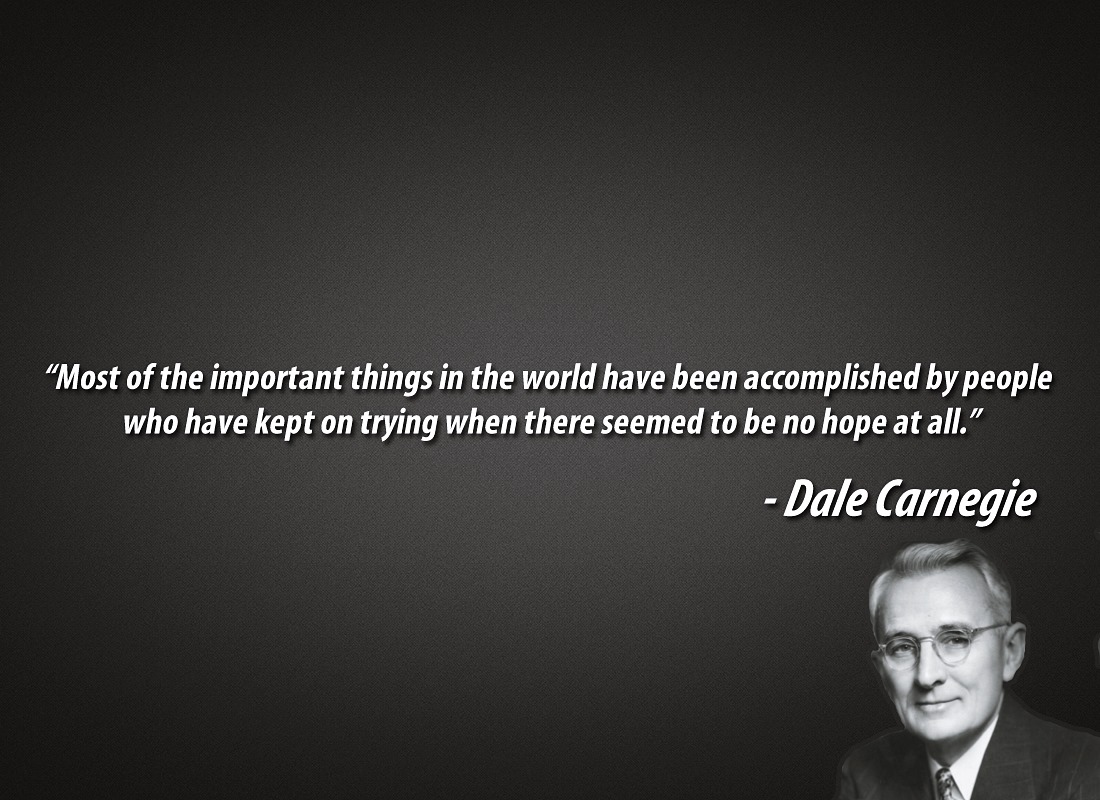 “Most of the important things in the world have been accomplished by people
who have kept on trying when there seemed to be no hope at all.”
- Dale Carnegie